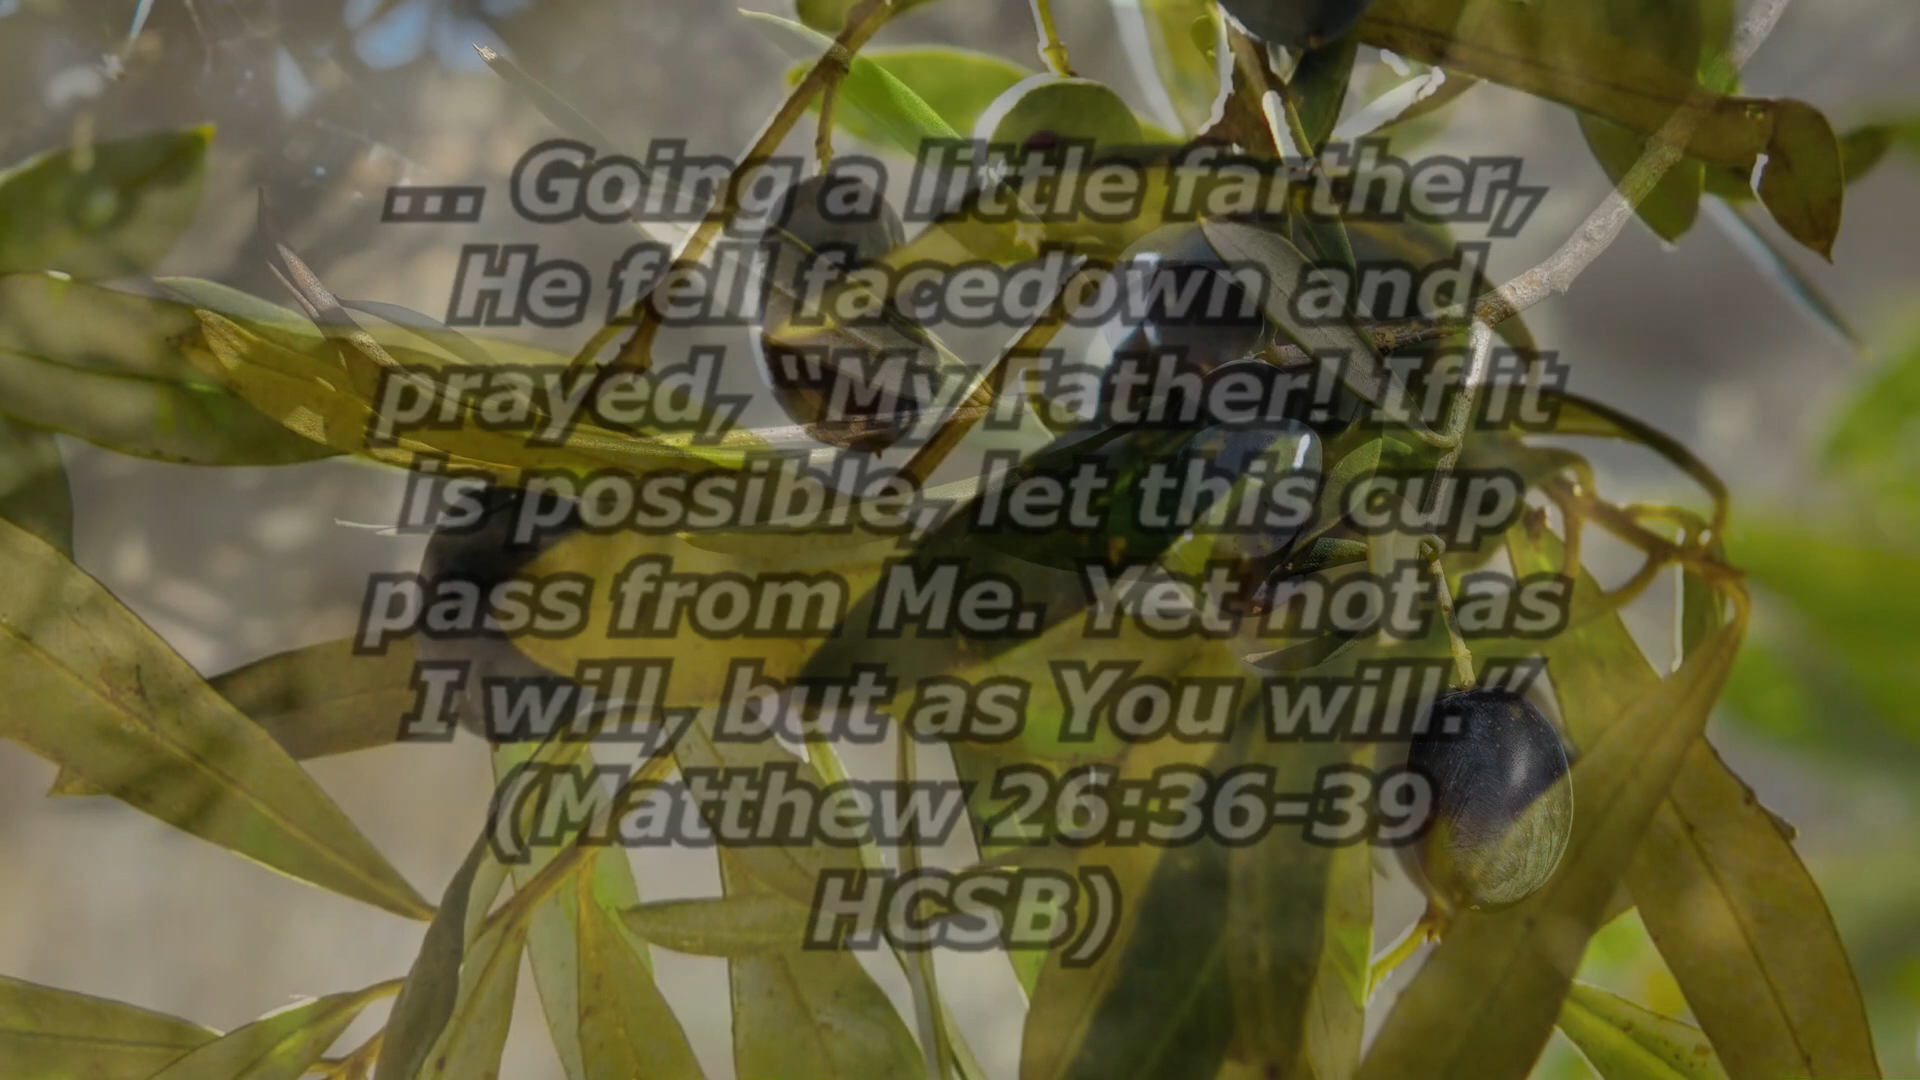 ... Going a little farther,
He fell facedown and
prayed, “My Father! If it
is possible, let this cup
pass from Me. Yet not as
I will, but as You will.”
(Matthew 26:36-39
HCSB)